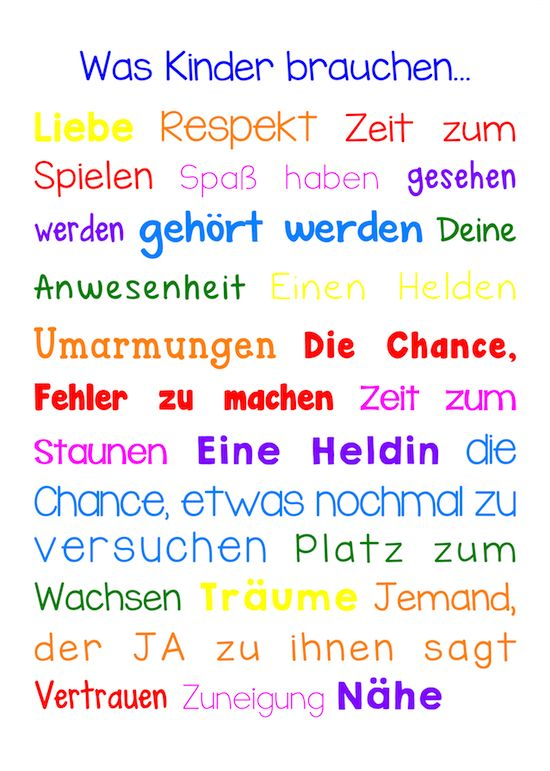 Was Kinder brauchen...
Liebe Respekt Zeit zum
Spielen Spaß haben gesehen
werden gehört werden Deine
Anwesenheit Einen Helden
Umarmungen Die Chance,
Fehler zu machen Zeit zum
Staunen Eine Heldin die
Chance, etwas nochmal zu
versuchen Platz zum
Wachsen Träume Jemand,
der JA zu ihnen sagt
Vertrauen Zuneigung Nähe